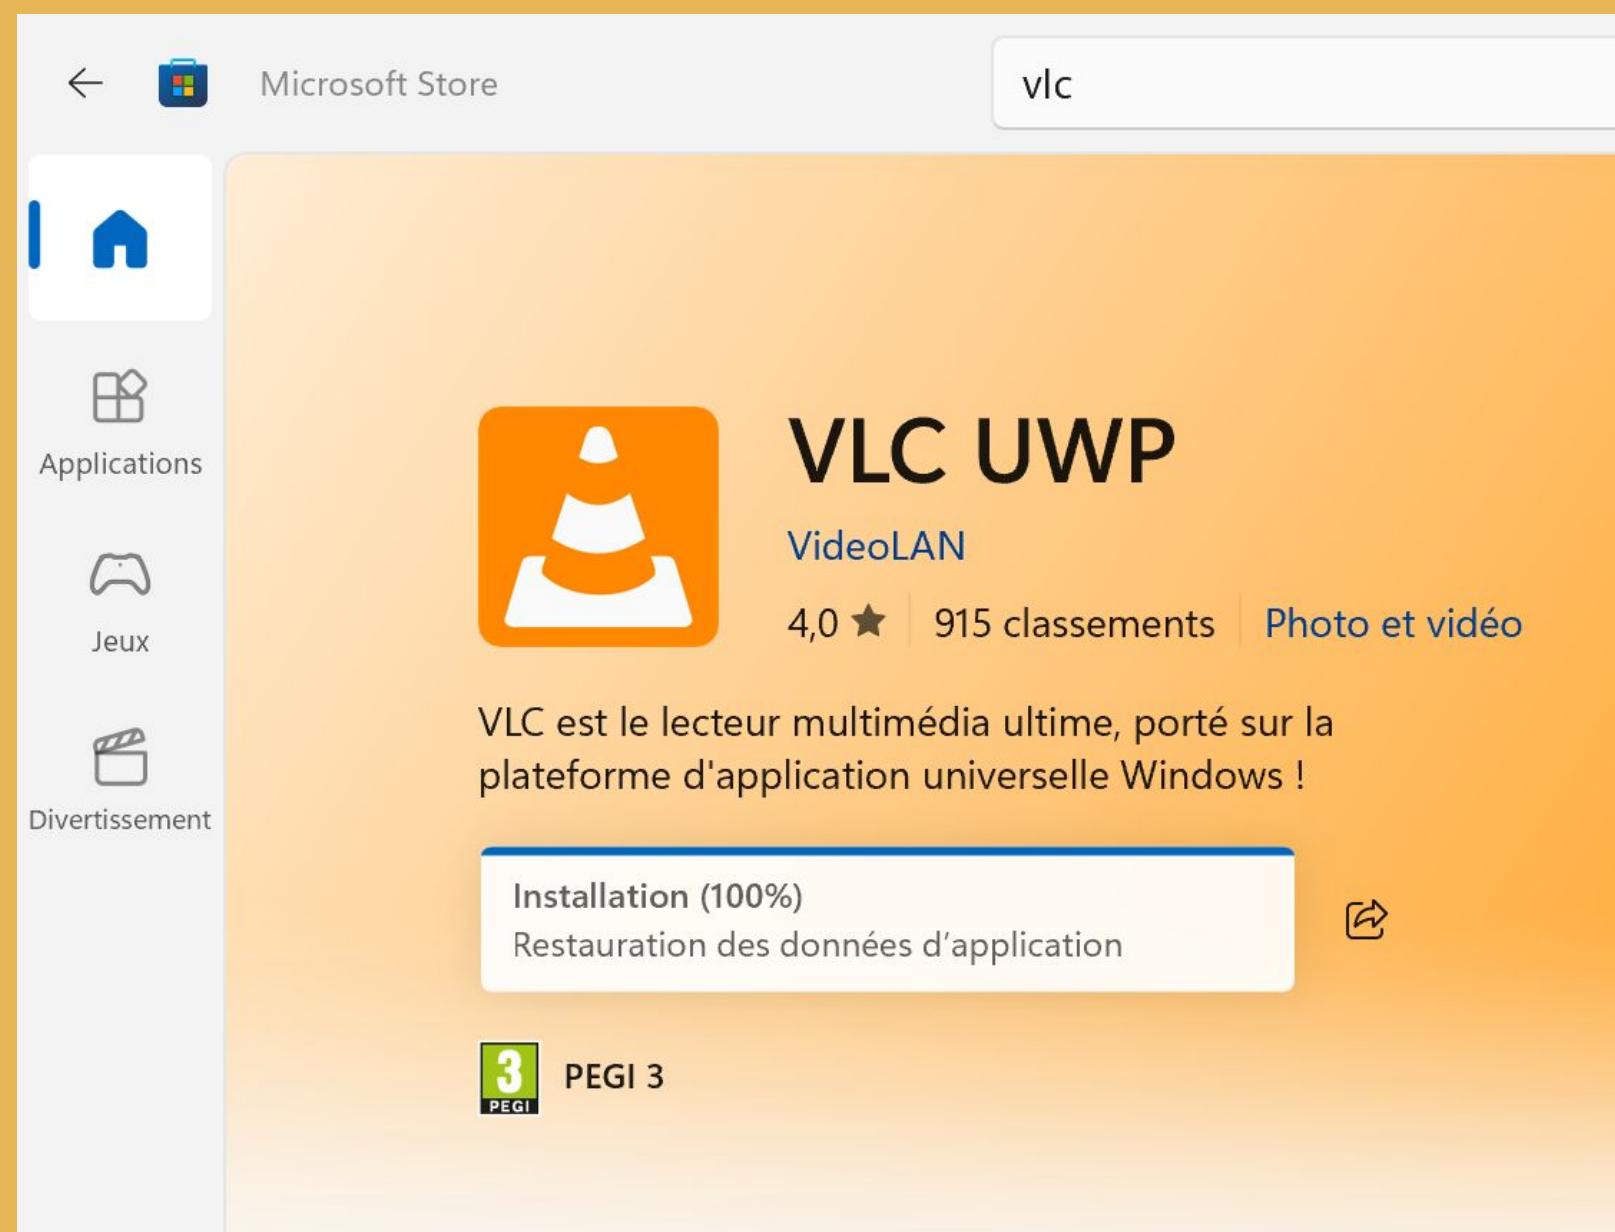 Microsoft Store
vlc
Applications
Jeux
Divertissement
VLC UWP
VideoLAN
4,0 ★ 915 classements Photo et vidéo
VLC est le lecteur multimédia ultime, porté sur la
plateforme d'application universelle Windows !
Installation (100%)
Restauration des données d’application
3
PEGI
PEGI 3